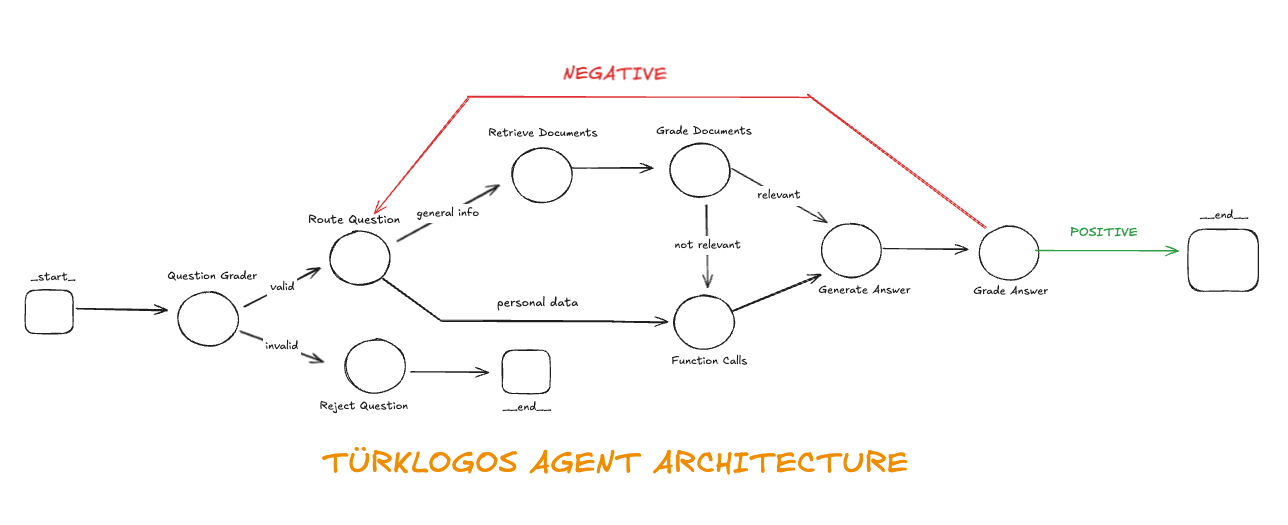 NEGATIVE
Retrieve Documents
Grade Documents
relevant
general info
Route Question
__end__
POSITIVE
not relevant
_start_
Question Grader
valid
Generate Answer
Grade Answer
personal data
invalid
Function Calls
Reject Question
__end__
TÜRKLOGOS AGENT ARCHITECTURE